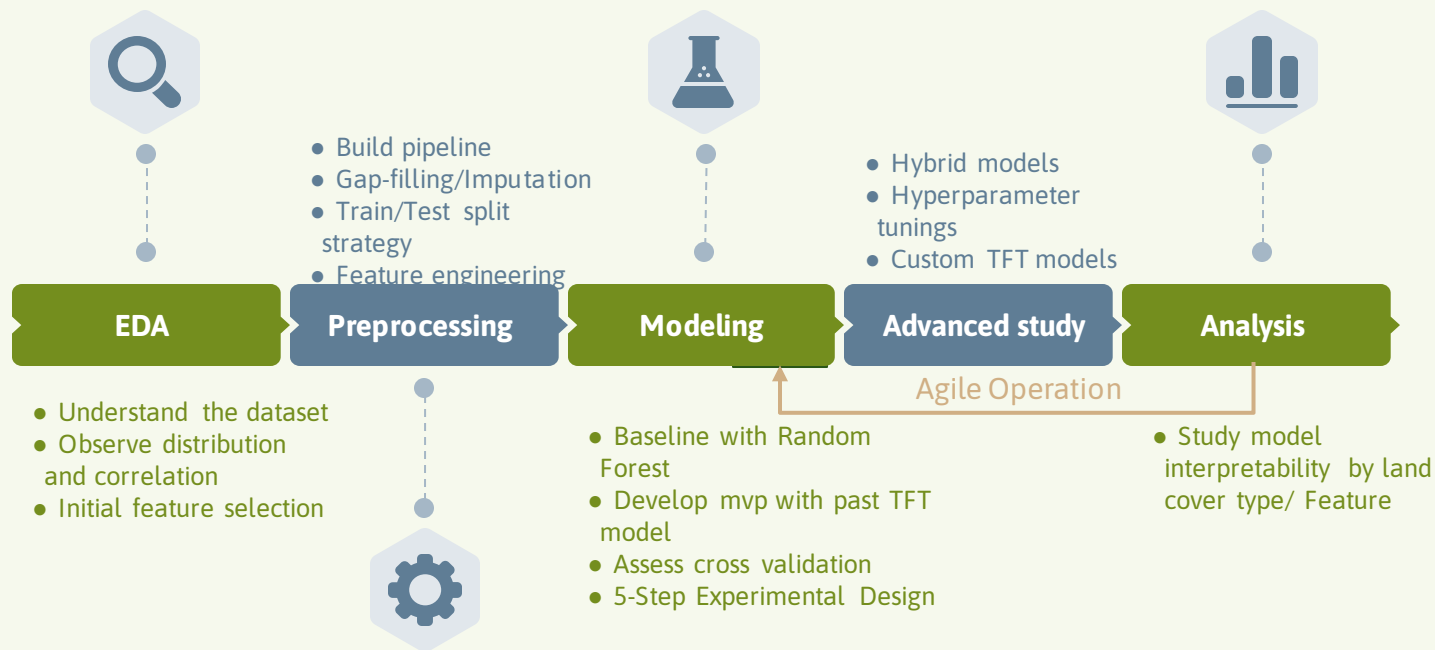 ● Build pipeline
● Gap-filling/Imputation
● Train/Test split
strategy
● Feature engineering
● Hybrid models
● Hyperparameter
tunings
● Custom TFT models
EDA
Preprocessing
Modeling
Advanced study
Analysis
Agile Operation
● Understand the dataset
● Observe distribution
and correlation
● Initial feature selection
● Baseline with Random
Forest
● Develop mvp with past TFT
model
● Assess cross validation
● 5-Step Experimental Design
● Study model
interpretability by land
cover type/ Feature